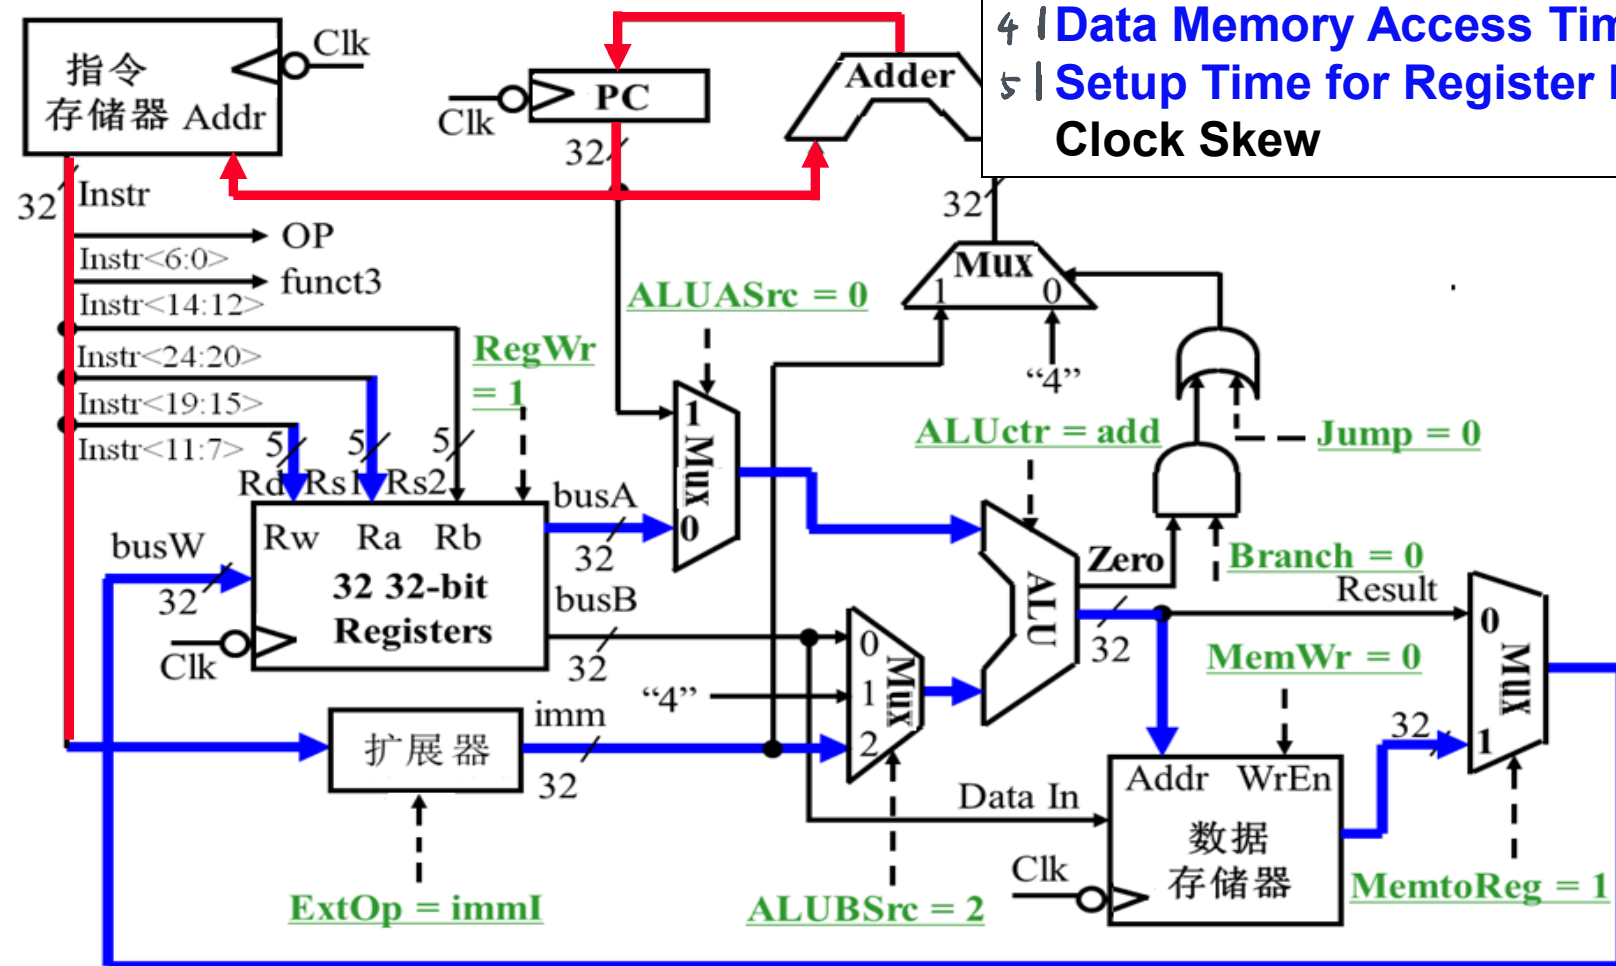 4 Data Memory Access
5 Setup Time for Register
Clock Skew
指令
存储器 Addr
Clk
Clk
PC
Adder
32
32
Instr
32
OP
Instr<6:0>
funct3
Instr<14:12>
Instr<24:20>
Instr<19:15>
Instr<11:7>
RegWr
= 1
ALUASrc = 0
Mux
1
0
"4"
ALUctr = add
Jump = 0
5
5
5
Rd
Rs1
Rs2
busA
1
Mux
0
busW
Rw
Ra
Rb
32
32
32 32-bit
Registers
busB
Clk
32
Zero
Branch = 0
Result
ALU
32
MemWr = 0
0
Mux
1
"4"
0
1
Mux
2
imm
扩展器
32
32
Addr
WrEn
Data In
数据
存储器
Clk
ExtOp = immI
ALUBSrc = 2
MemtoReg = 1